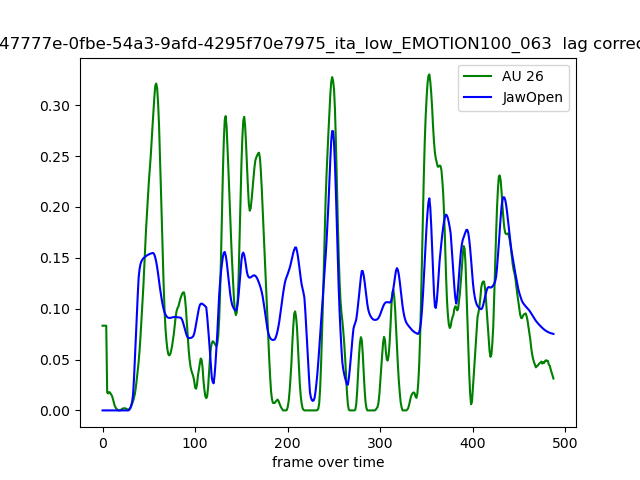 47777e-0fbe-54a3-9afd-4295f70e7975_ita_low_EMOTION100_063 lag correc
AU 26
JawOpen
0.30
0.25
0.20
0.15
0.10
0.05
0.00
0 100 200 300 400 500
frame over time